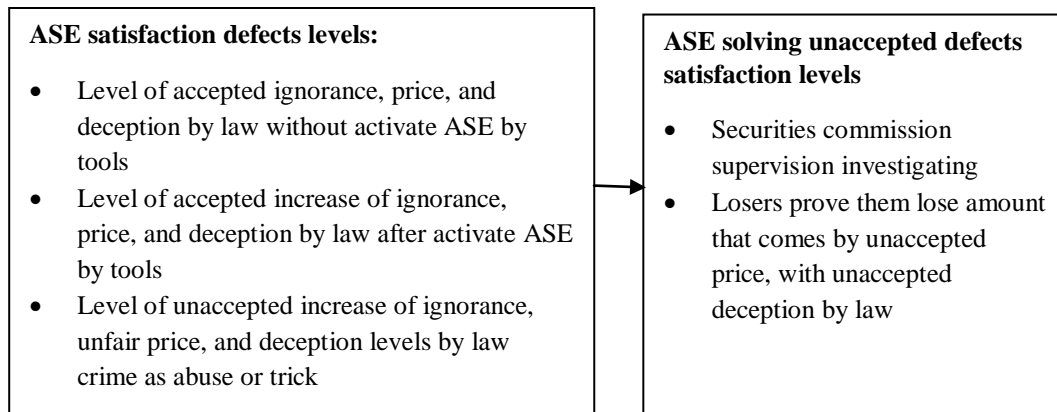 ASE satisfaction defects levels:
• Level of accepted ignorance, price, and
deception by law without activate ASE by
tools
• Level of accepted increase of ignorance,
price, and deception by law after activate ASE
by tools
• Level of unaccepted increase of ignorance,
unfair price, and deception levels by law
crime as abuse or trick
ASE solving unaccepted defects
satisfaction levels
• Securities commission
supervision investigating
• Losers prove them lose amount
that comes by unaccepted
price, with unaccepted
deception by law